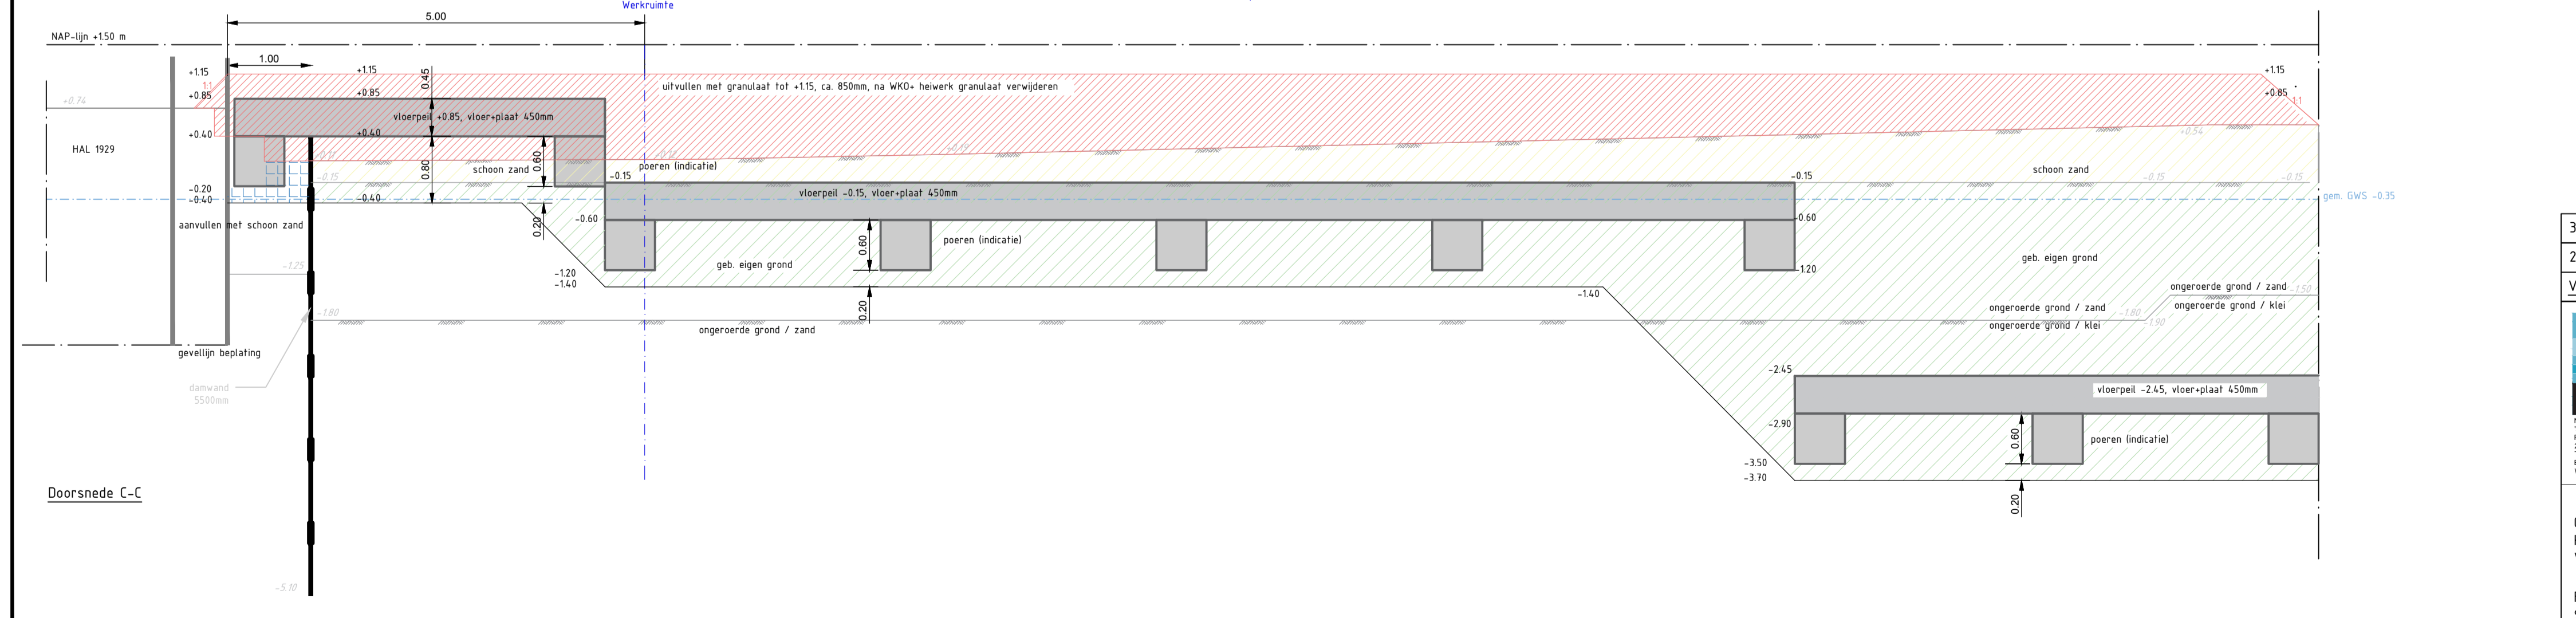 Werkruimte
5.00
NAP-lijn +1.50 m
1.00
+1.15
1:1
+0.85
+0.74
+0.40
HAL 1929
-0.20
-0.40
aanvullen met schoon zand
-1.25
gevellijn beplating
damwand
5500mm
-5.10
Doorsnede C-C
+1.15
0.45
+0.85
vloerpeil +0.85, vloer+plaat 450mm
+0.40
0.80
0.60
-0.15
schoon zand
-0.40
0.20
-1.80
uitvullen met granulaat tot +1.15, ca. 850mm, na WKO+ heiwerk granulaat verwijderen
poeren (indicatie)
-0.15
vloerpeil -0.15, vloer+plaat 450mm
-0.60
0.60
poeren (indicatie)
geb. eigen grond
-1.20
-1.40
0.20
ongeroerde grond / zand
-0.15
-0.60
-1.20
-1.40
+1.15
+0.85
1:1
+0.54
schoon zand
-0.15
-0.15
gem. GWS -0.35
geb. eigen grond
ongeroerde grond / zand
-1.50
ongeroerde grond / klei
ongeroerde grond / zand
-1.80
ongeroerde grond / klei
-1.90
-2.45
vloerpeil -2.45, vloer+plaat 450mm
-2.90
0.60
poeren (indicatie)
-3.50
-3.70
0.20
3
2